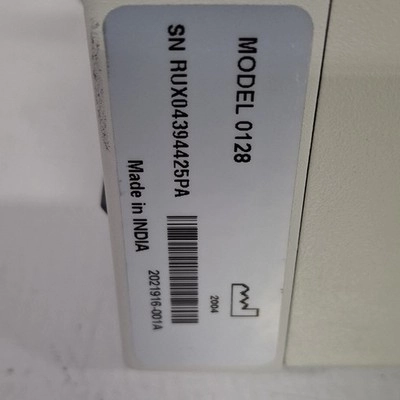 MODEL 0128
SN RUX04394425PA
Made in INDIA
2004
2021916-001A